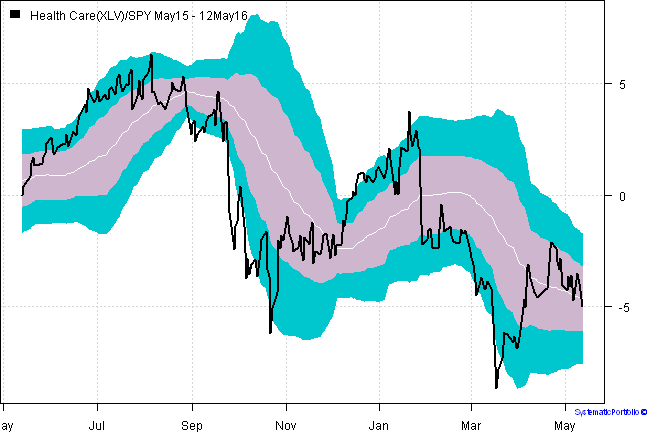 Health Care(XLV)/SPY May15 - 12May16
5
0
-5
ay Jul Sep Nov Jan Mar May
SystematicPortfolio ©